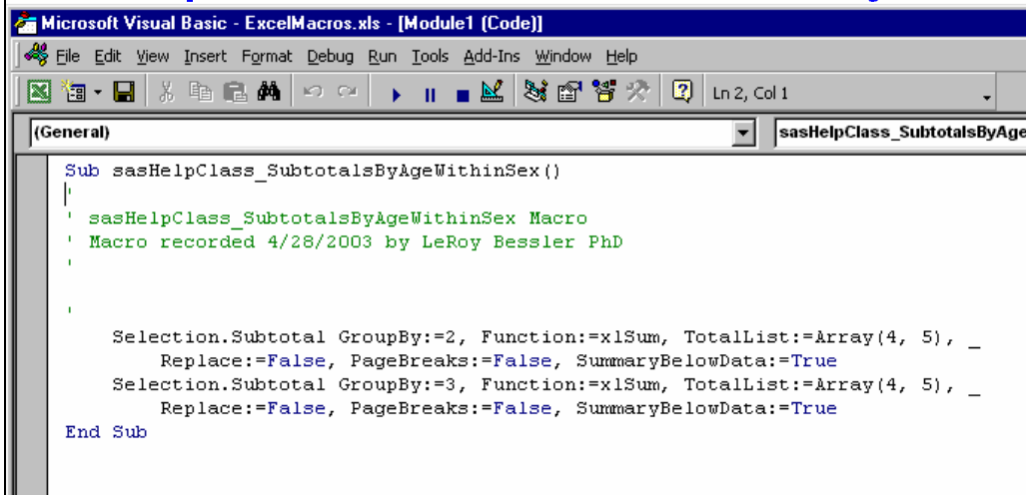 Microsoft Visual Basic - ExcelMacros.xls - [Module1 (Code)]
File Edit View Insert Format Debug Run Tools Add-Ins Window Help
Ln 2, Col 1
(General) sasHelpClass_SubtotalsByAge
Sub sasHelpClass_SubtotalsByAgeWithinSex()
'
' sasHelpClass_SubtotalsByAgeWithinSex Macro
' Macro recorded 4/28/2003 by LeRoy Bessler PhD
'
'
Selection.Subtotal GroupBy:=2, Function:=xlSum, TotalList:=Array(4, 5), _
Replace:=False, PageBreaks:=False, SummaryBelowData:=True
Selection.Subtotal GroupBy:=3, Function:=xlSum, TotalList:=Array(4, 5), _
Replace:=False, PageBreaks:=False, SummaryBelowData:=True
End Sub